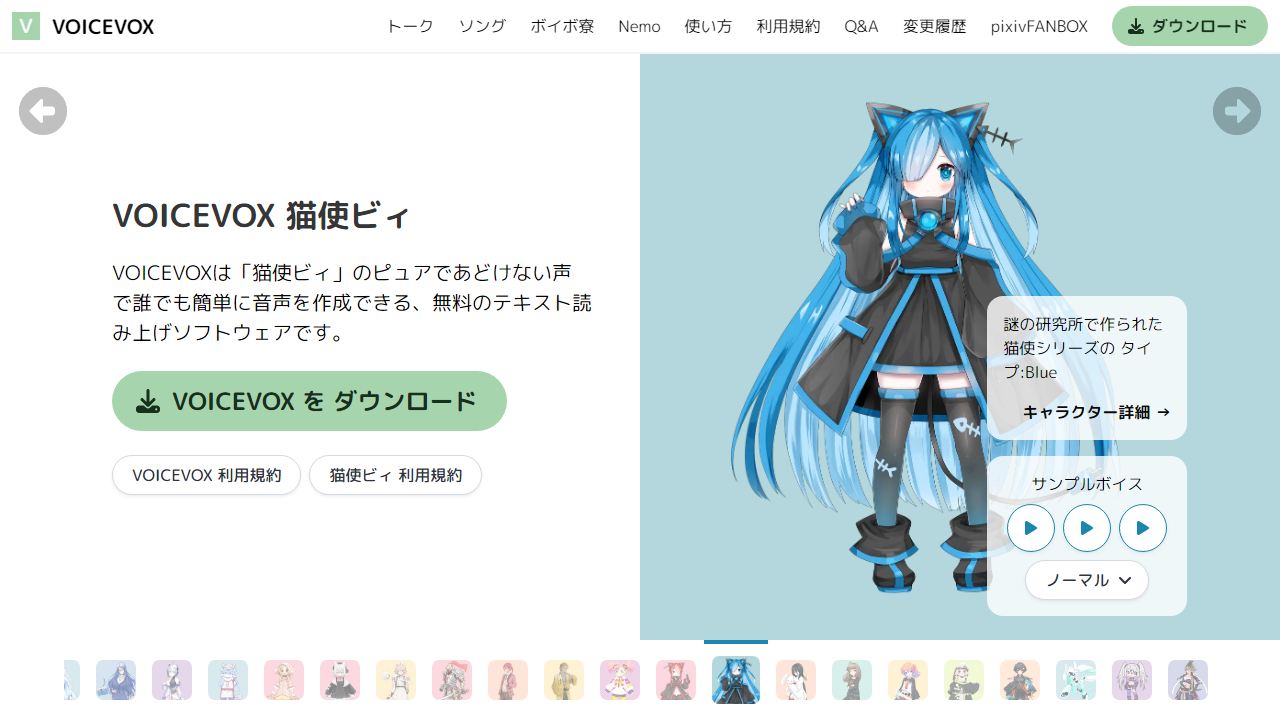 V VOICEVOX トーク ソング ボイボ寮 Nemo 使い方 利用規約 Q&A 変更履歴 pixivFANBOX ダウンロード
VOICEVOX 猫使ビィ
VOICEVOXは「猫使ビィ」のピュアであどけない声
で誰でも簡単に音声を作成できる、無料のテキスト読
み上げソフトウェアです。
VOICEVOX を ダウンロード
VOICEVOX 利用規約 猫使ビィ 利用規約
謎の研究所で作られた
猫使シリーズの タイ
プ:Blue
キャラクター詳細 →
サンプルボイス
ノーマル